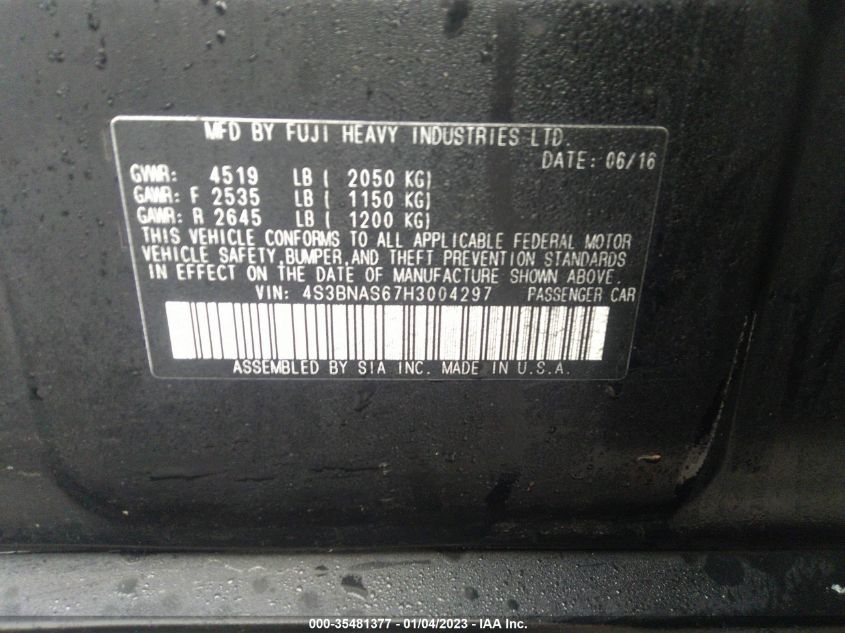 MFD BY FUJI HEAVY INDUSTRIES LTD.
DATE: 06/16
GVWR: 4519 LB ( 2050 KG)
GAWR: F 2535 LB ( 1150 KG)
GAWR: R 2645 LB ( 1200 KG)
THIS VEHICLE CONFORMS TO ALL APPLICABLE FEDERAL MOTOR
VEHICLE SAFETY,BUMPER,AND THEFT PREVENTION STANDARDS
IN EFFECT ON THE DATE OF MANUFACTURE SHOWN ABOVE.
VIN: 4S3BNAS67H3004297 PASSENGER CAR
ASSEMBLED BY SIA INC. MADE IN U.S.A.
000-35481377 - 01/04/2023 - IAA Inc.